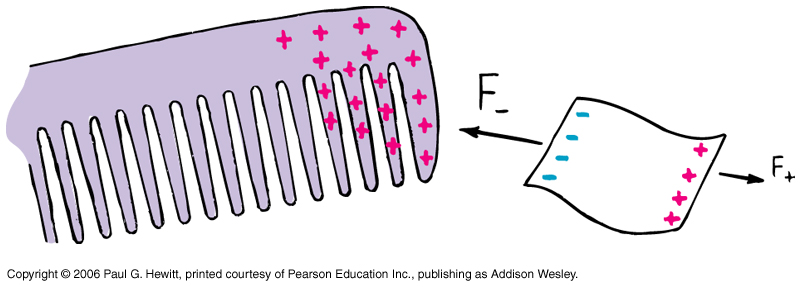 F₋
F₊
Copyright © 2006 Paul G. Hewitt, printed courtesy of Pearson Education Inc., publishing as Addison Wesley.